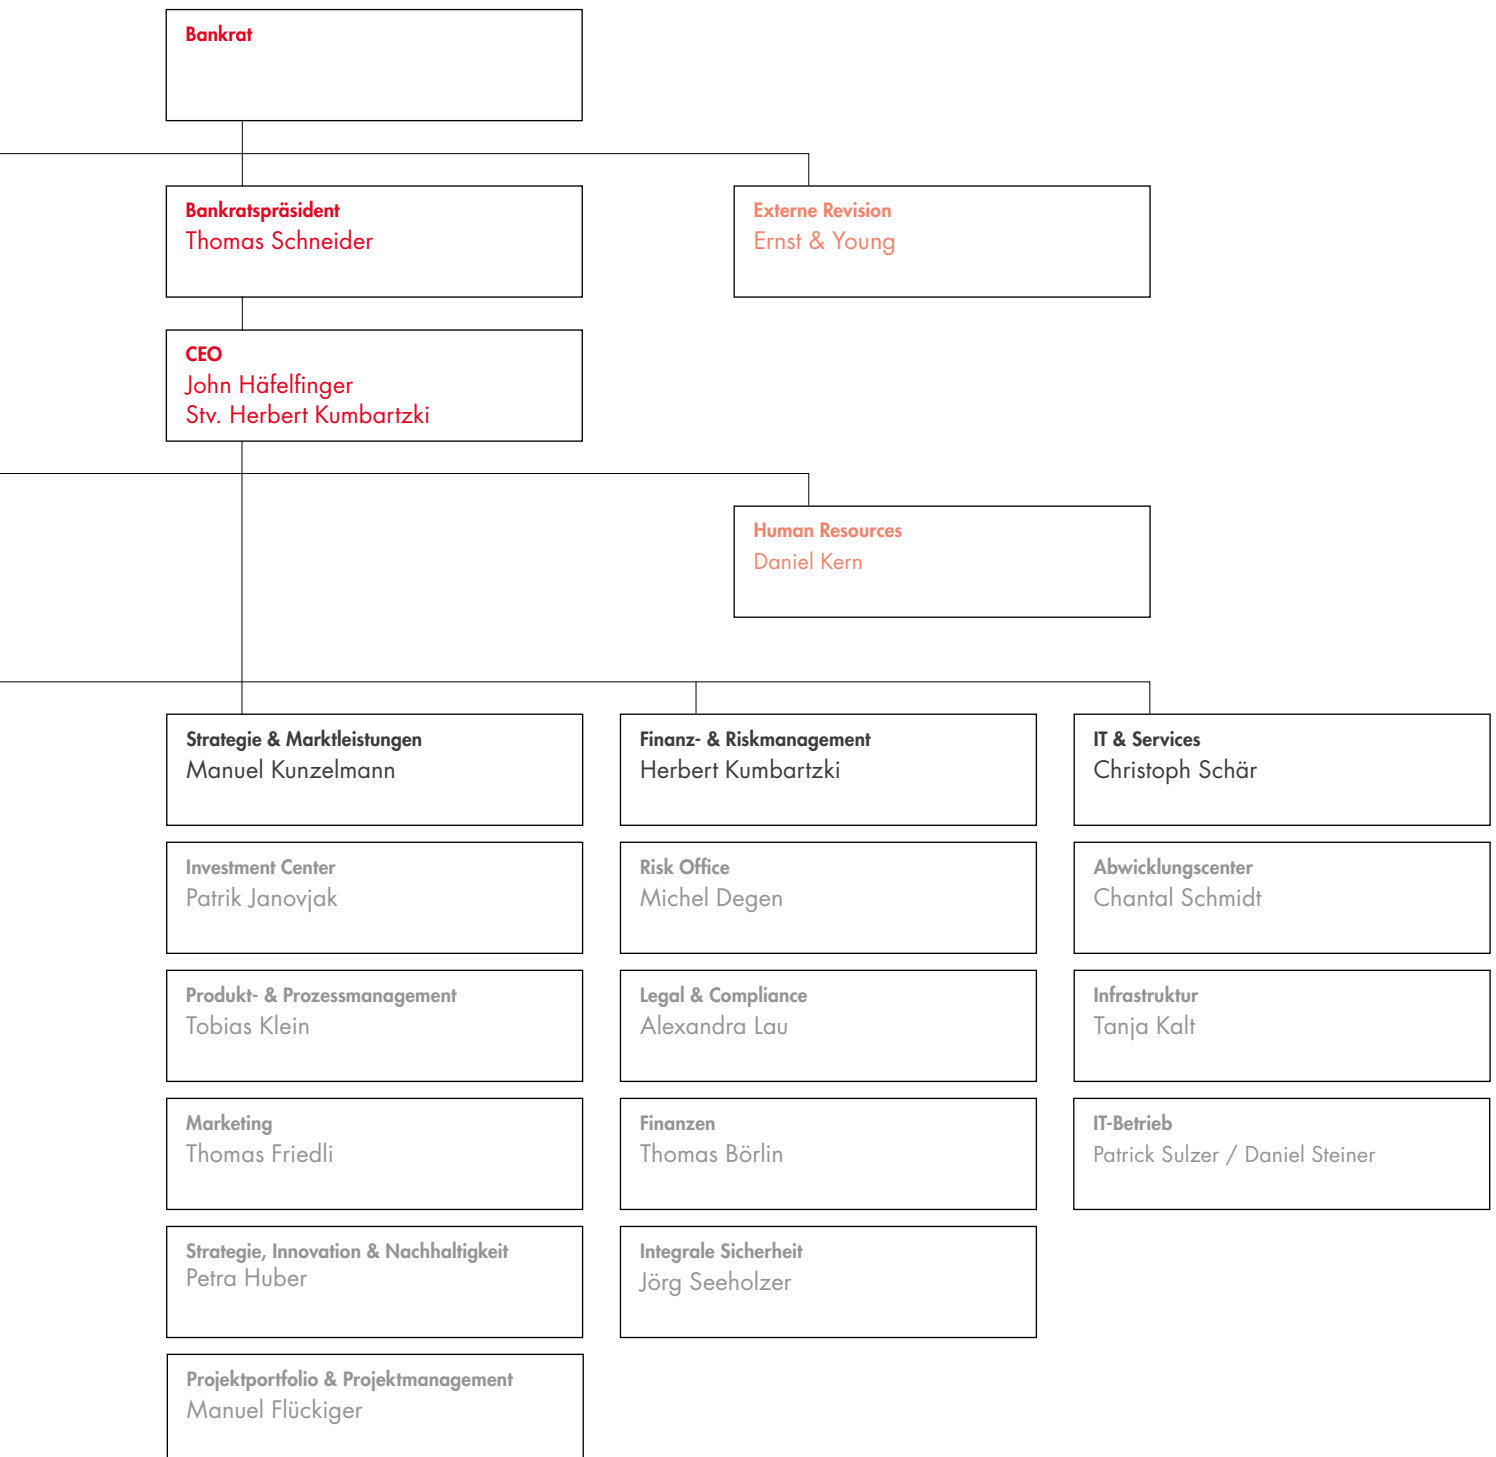 Bankrat
Bankratspräsident
Thomas Schneider
Externe Revision
Ernst & Young
CEO
John Häfelfinger
Stv. Herbert Kumbartzki
Human Resources
Daniel Kern
Strategie & Marktleistungen
Manuel Kunzelmann
Finanz- & Riskmanagement
Herbert Kumbartzki
IT & Services
Christoph Schär
Investment Center
Patrik Janovjak
Risk Office
Michel Degen
Abwicklungscenter
Chantal Schmidt
Produkt- & Prozessmanagement
Tobias Klein
Legal & Compliance
Alexandra Lau
Infrastruktur
Tanja Kalt
Marketing
Thomas Friedli
Finanzen
Thomas Börlin
IT-Betrieb
Patrick Sulzer / Daniel Steiner
Strategie, Innovation & Nachhaltigkeit
Petra Huber
Integrale Sicherheit
Jörg Seeholzer
Projektportfolio & Projektmanagement
Manuel Flückiger